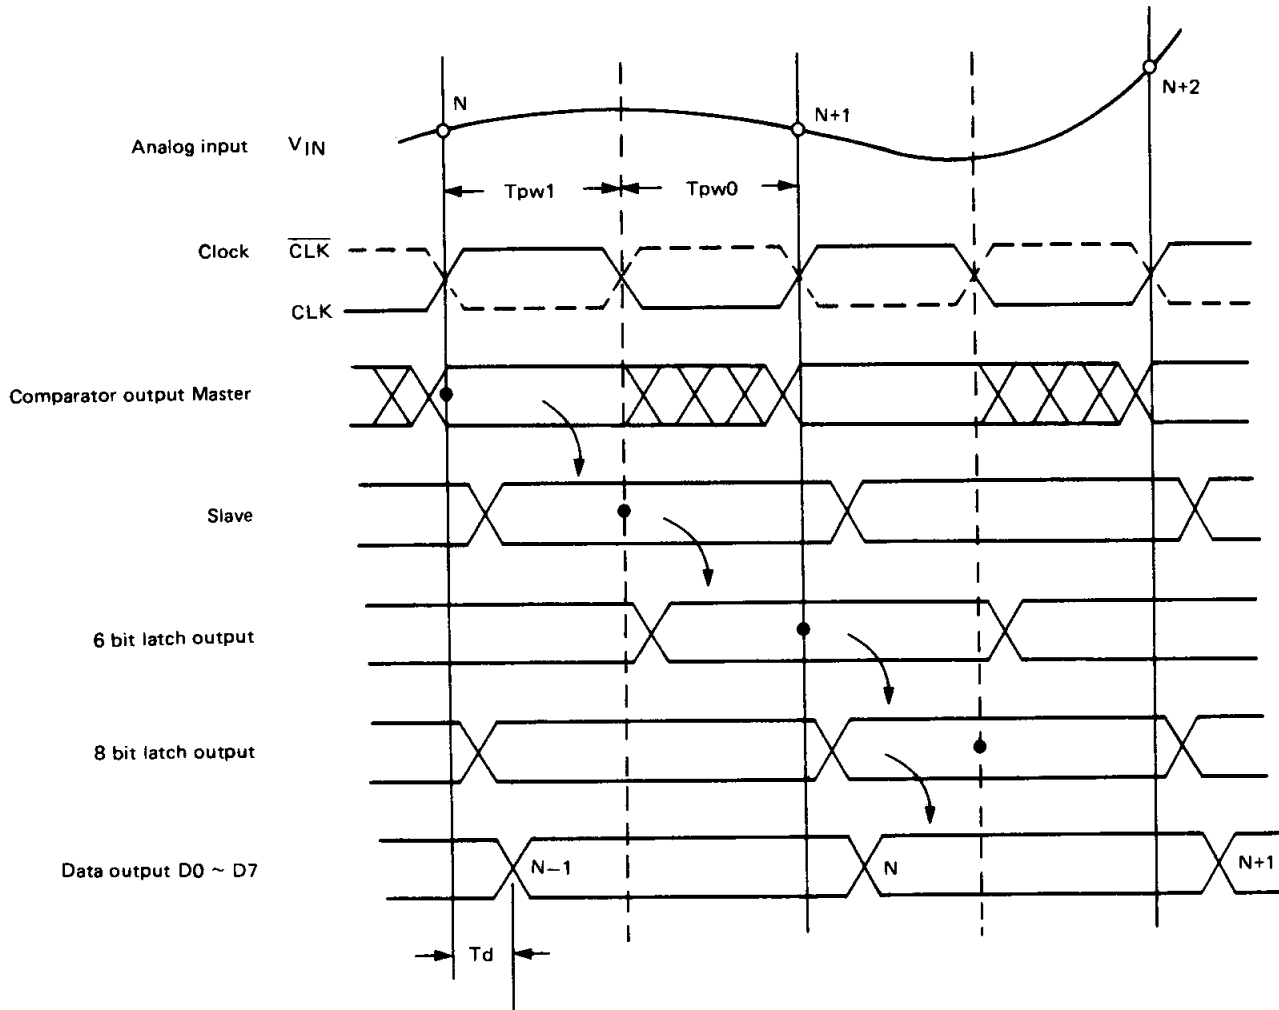 N
N+1
N+2
Analog input VIN
Tpw1
Tpw0
Clock CLK
CLK
Comparator output Master
Slave
6 bit latch output
8 bit latch output
Data output D0 ~ D7
N–1
N
N+1
Td